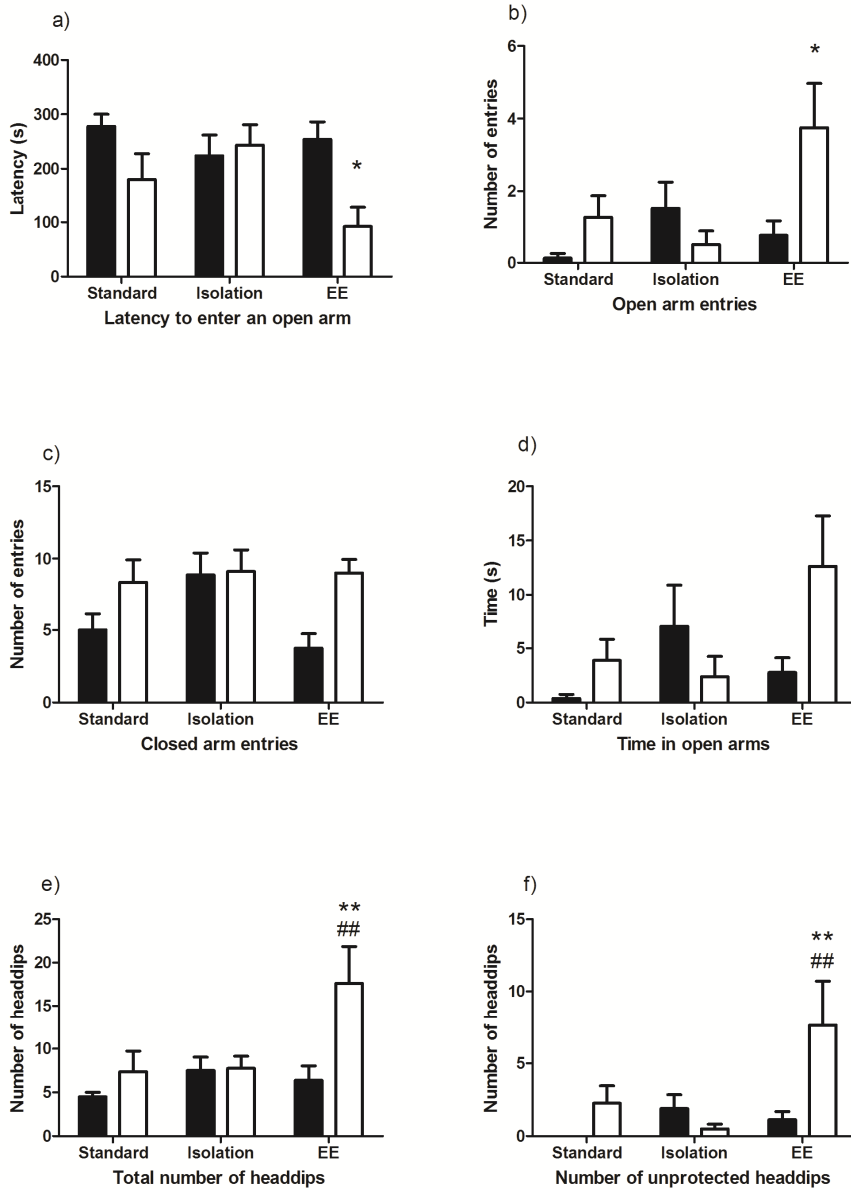 a)
400
300
200
100
0
Latency (s)
*
Standard Isolation EE
Latency to enter an open arm
b)
6
4
2
0
Number of entries
*
Standard Isolation EE
Open arm entries
c)
15
10
5
0
Number of entries
Standard Isolation EE
Closed arm entries
d)
20
15
10
5
0
Time (s)
Standard Isolation EE
Time in open arms
e)
25
20
15
10
5
0
Number of headdips
**
##
Standard Isolation EE
Total number of headdips
f)
15
10
5
0
Number of headdips
**
##
Standard Isolation EE
Number of unprotected headdips